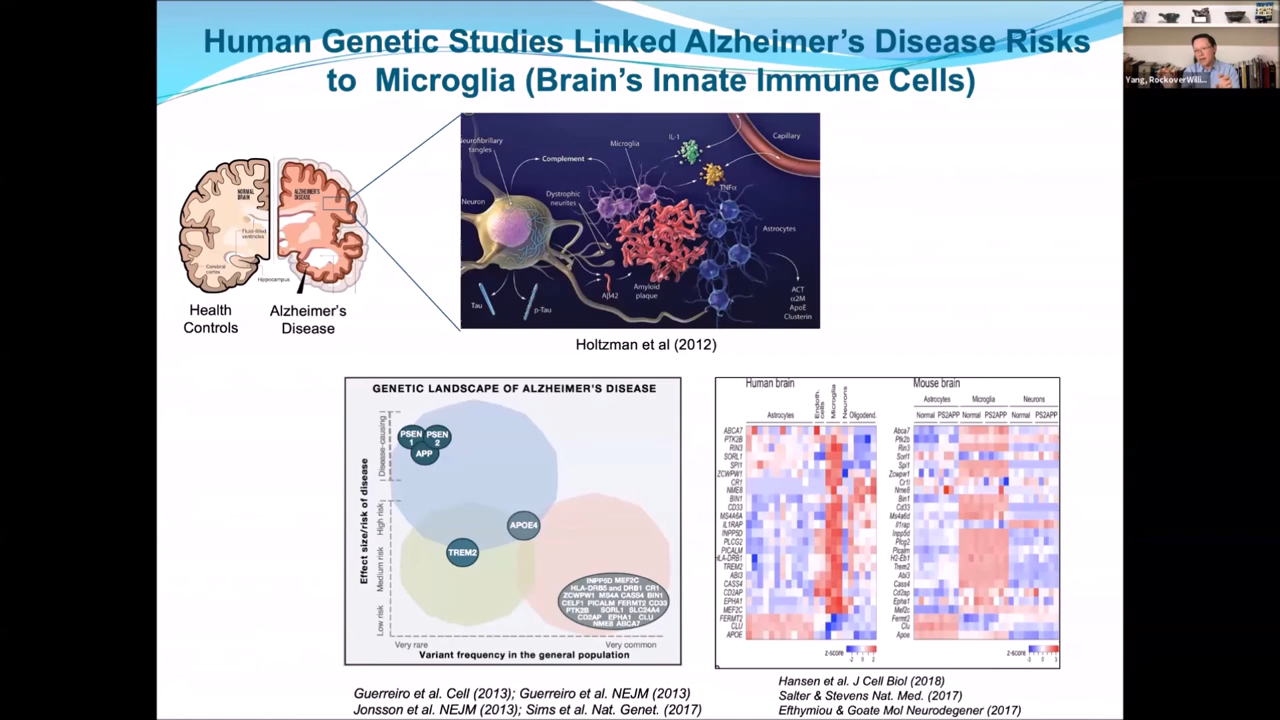 Human Genetic Studies Linked Alzheimer's Disease Risks
to Microglia (Brain's Innate Immune Cells)
Yang, RockoverWilli...
NORMAL
BRAIN
ALZHEIMER'S
DISEASE
Fluid-filled
ventricles
Cerebral
cortex
Hippocampus
Health
Controls
Alzheimer's
Disease
Neurofibrillary
tangles
Complement
Microglia
IL-1
Capillary
TNFα
Dystrophic
neurites
Neuron
Astrocytes
Aβ42
Amyloid
plaque
Tau
p-Tau
ACT
α2M
ApoE
Clusterin
Holtzman et al (2012)
GENETIC LANDSCAPE OF ALZHEIMER'S DISEASE
Effect size/risk of disease
Disease-causing
High risk
Medium risk
Low risk
PSEN
1
PSEN
2
APP
APOE4
TREM2
INPP5D MEF2C
HLA-DRB5 and DRB1 CR1
ZCWPW1 MS4A CASS4 BIN1
CELF1 PICALM FERMT2 CD33
PTK2B SORL1 SLC24A4
CD2AP EPHA1 CLU
NME8 ABCA7
Very rare
Very common
Variant frequency in the general population
Human brain
Astrocytes
Endoth.
cells
Microglia
Neurons
Oligodend.
ABCA7
PTK2B
RIN3
SORL1
SPI1
ZCWPW1
CR1
NME8
BIN1
CD33
MS4A6A
IL1RAP
INPP5D
PLCG2
PICALM
HLA-DRB1
TREM2
ABI3
CASS4
CD2AP
EPHA1
MEF2C
FERMT2
CLU
APOE
z-score
-2 0 2
Mouse brain
Astrocytes
Microglia
Neurons
Normal PS2APP Normal PS2APP Normal PS2APP
Abca7
Ptk2b
Rin3
Sorl1
Spi1
Zcwpw1
Cr1l
Nme8
Bin1
Cd33
Ms4a6d
Il1rap
Inpp5d
Plcg2
Picalm
H2-Eb1
Trem2
Abi3
Cass4
Cd2ap
Epha1
Mef2c
Fermt2
Clu
Apoe
z-score
Guerreiro et al. Cell (2013); Guerreiro et al. NEJM (2013)
Jonsson et al. NEJM (2013); Sims et al. Nat. Genet. (2017)
Hansen et al. J Cell Biol (2018)
Salter & Stevens Nat. Med. (2017)
Efthymiou & Goate Mol Neurodegener (2017)